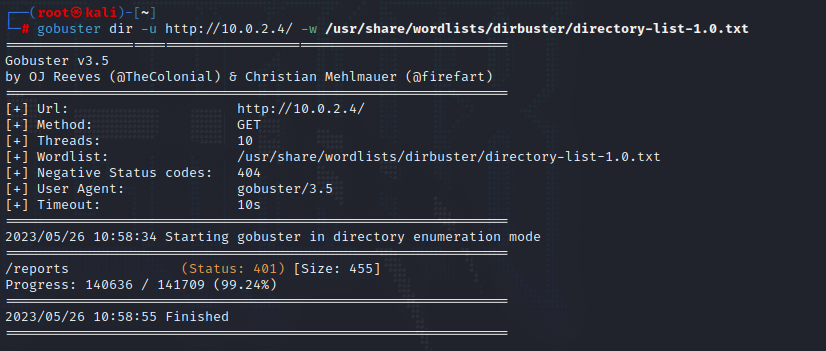 ┌──(root㉿kali)-[~]
└─# gobuster dir -u http://10.0.2.4/ -w /usr/share/wordlists/dirbuster/directory-list-1.0.txt
===============================================================
Gobuster v3.5
by OJ Reeves (@TheColonial) & Christian Mehlmauer (@firefart)
===============================================================
[+] Url:                     http://10.0.2.4/
[+] Method:                  GET
[+] Threads:                 10
[+] Wordlist:                /usr/share/wordlists/dirbuster/directory-list-1.0.txt
[+] Negative Status codes:   404
[+] User Agent:              gobuster/3.5
[+] Timeout:                 10s
===============================================================
2023/05/26 10:58:34 Starting gobuster in directory enumeration mode
===============================================================
/reports              (Status: 401) [Size: 455]
Progress: 140636 / 141709 (99.24%)
===============================================================
2023/05/26 10:58:55 Finished
===============================================================